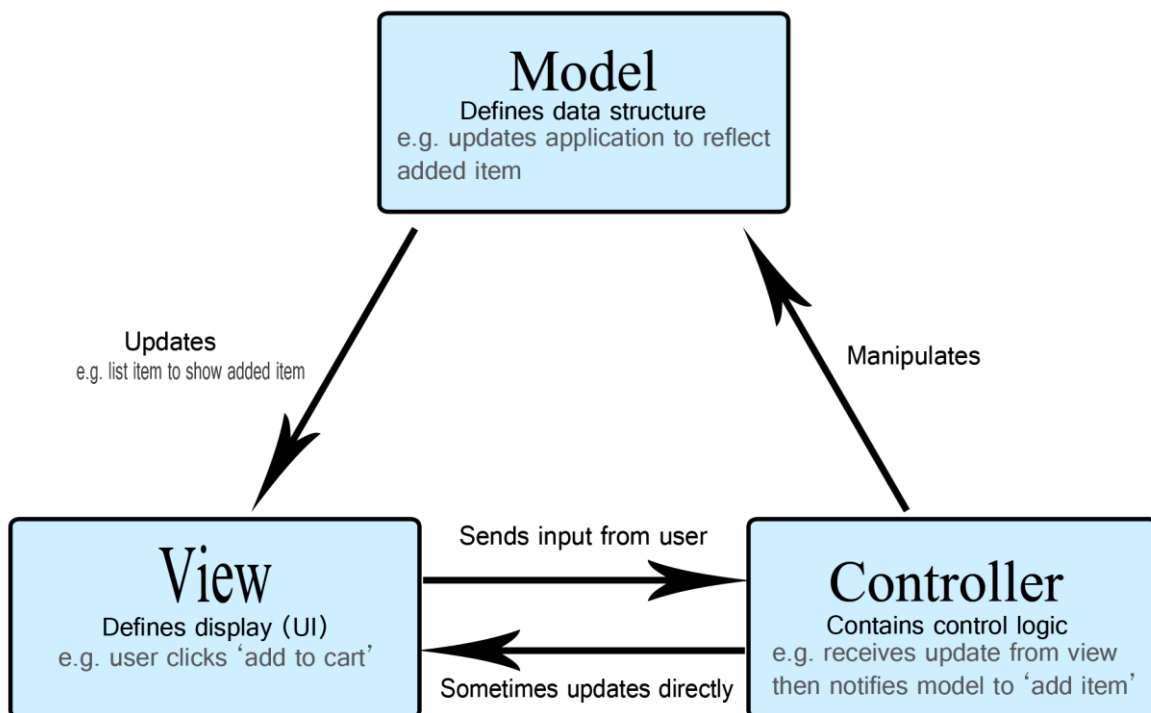 Model
Defines data structure
e.g. updates application to reflect
added item
Updates
e.g. list item to show added item
Manipulates
View
Defines display (UI)
e.g. user clicks ‘add to cart’
Sends input from user
Sometimes updates directly
Controller
Contains control logic
e.g. receives update from view
then notifies model to ‘add item’